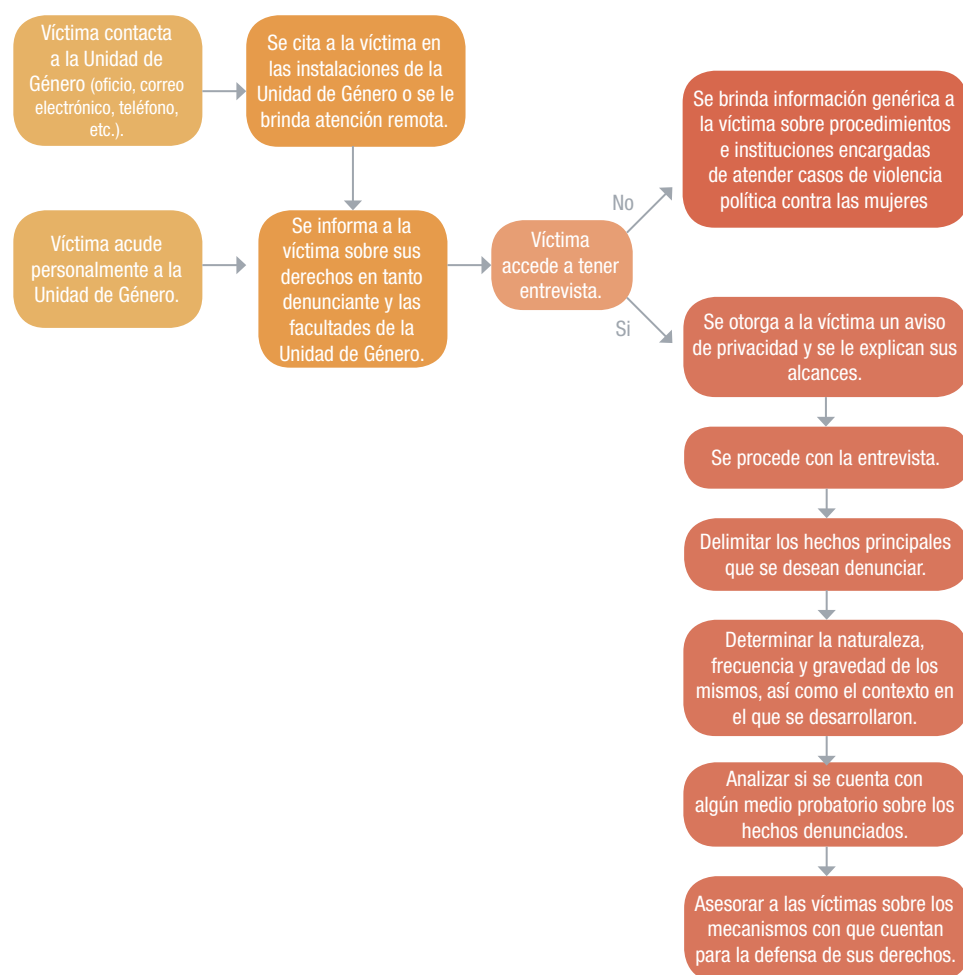 Víctima contacta
a la Unidad de
Género (oficio, correo
electrónico, teléfono,
etc.).
Se cita a la víctima en
las instalaciones de la
Unidad de Género o se le
brinda atención remota.
Víctima acude
personalmente a la
Unidad de Género.
Se informa a la
víctima sobre sus
derechos en tanto
denunciante y las
facultades de la
Unidad de Género.
Víctima
accede a tener
entrevista.
No
Se brinda información genérica a
la víctima sobre procedimientos
e instituciones encargadas
de atender casos de violencia
política contra las mujeres
Si
Se otorga a la víctima un aviso
de privacidad y se le explican sus
alcances.
Se procede con la entrevista.
Delimitar los hechos principales
que se desean denunciar.
Determinar la naturaleza,
frecuencia y gravedad de los
mismos, así como el contexto en
el que se desarrollaron.
Analizar si se cuenta con
algún medio probatorio sobre los
hechos denunciados.
Asesorar a las víctimas sobre los
mecanismos con que cuentan
para la defensa de sus derechos.